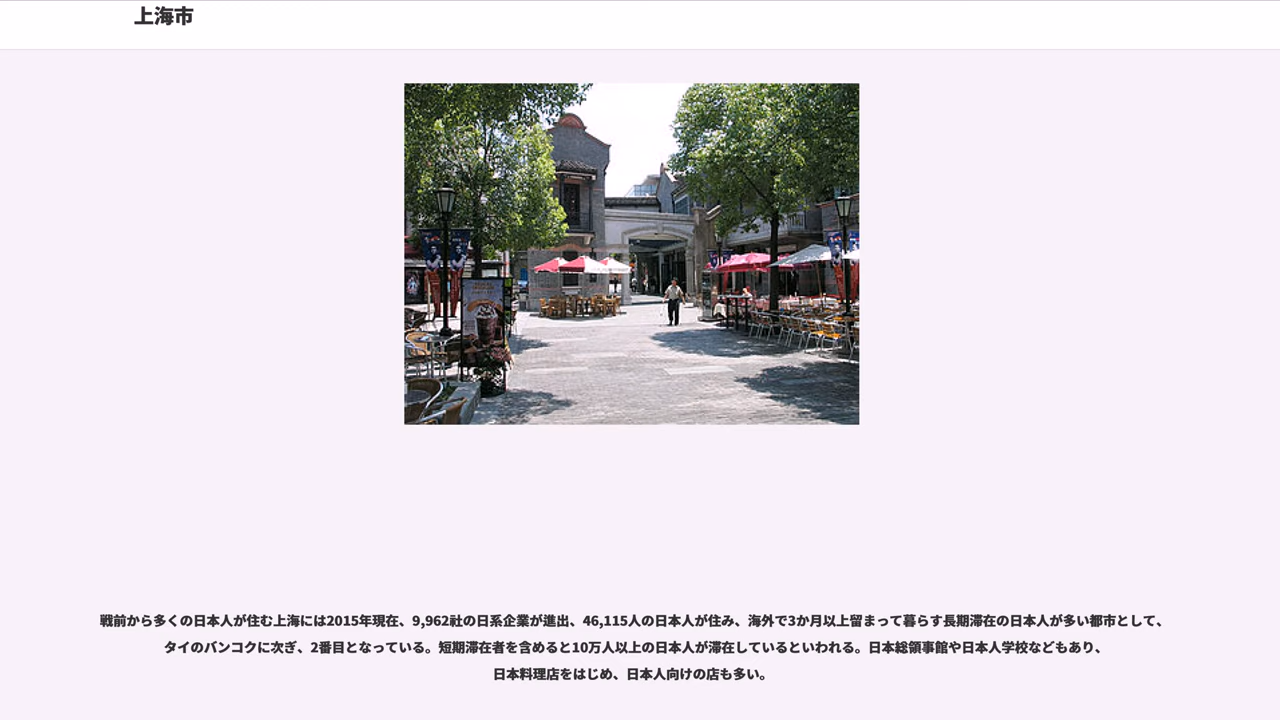 上海市
戦前から多くの日本人が住む上海には2015年現在、9,962社の日系企業が進出、46,115人の日本人が住み、海外で3か月以上留まって暮らす長期滞在の日本人が多い都市として、
タイのバンコクに次ぎ、2番目となっている。短期滞在者を含めると10万人以上の日本人が滞在しているといわれる。日本総領事館や日本人学校などもあり、
日本料理店をはじめ、日本人向けの店も多い。